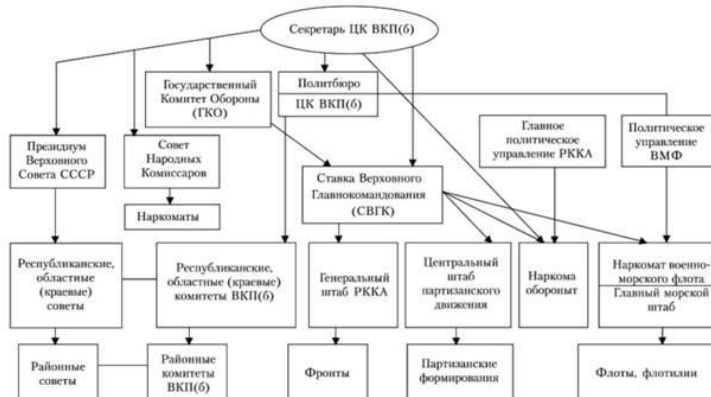 Секретарь ЦК ВКП(б)
Государственный
Комитет Обороны
(ГКО)
Политбюро
ЦК ВКП(б)
Президиум
Верховного
Совета СССР
Совет
Народных
Комиссаров
Главное
политическое
управление РККА
Политическое
управление
ВМФ
Ставка Верховного
Главнокомандования
(СВГК)
Наркоматы
Республиканские,
областные
(краевые)
советы
Республиканские,
областные (краевые)
комитеты ВКП(б)
Генеральный
штаб РККА
Центральный
штаб
партизанского
движения
Наркома
обороныт
Наркомат военно-
морского флота
Главный морской
штаб
Районные
советы
Районные
комитеты
ВКП(б)
Фронты
Партизанские
формирования
Флоты, флотилии